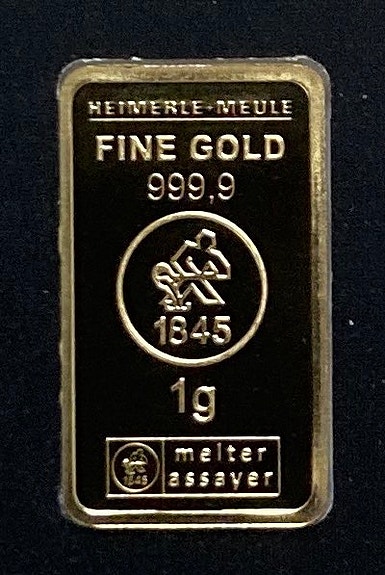 HEIMERLE+MEULE
FINE GOLD
999,9
1845
1g
1845
melter
assayer